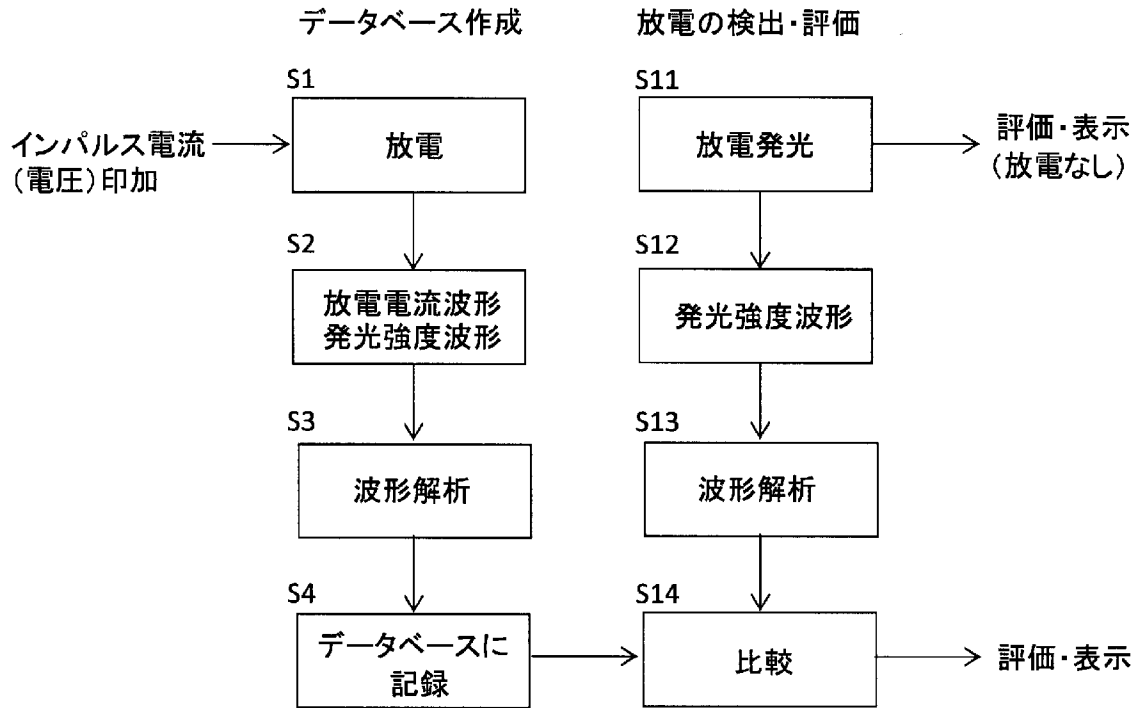 データベース作成
放電の検出・評価
S1
S11
インパルス電流
(電圧)印加
放電
放電発光
評価・表示
(放電なし)
S2
S12
放電電流波形
発光強度波形
発光強度波形
S3
S13
波形解析
波形解析
S4
S14
データベースに
記録
比較
評価・表示